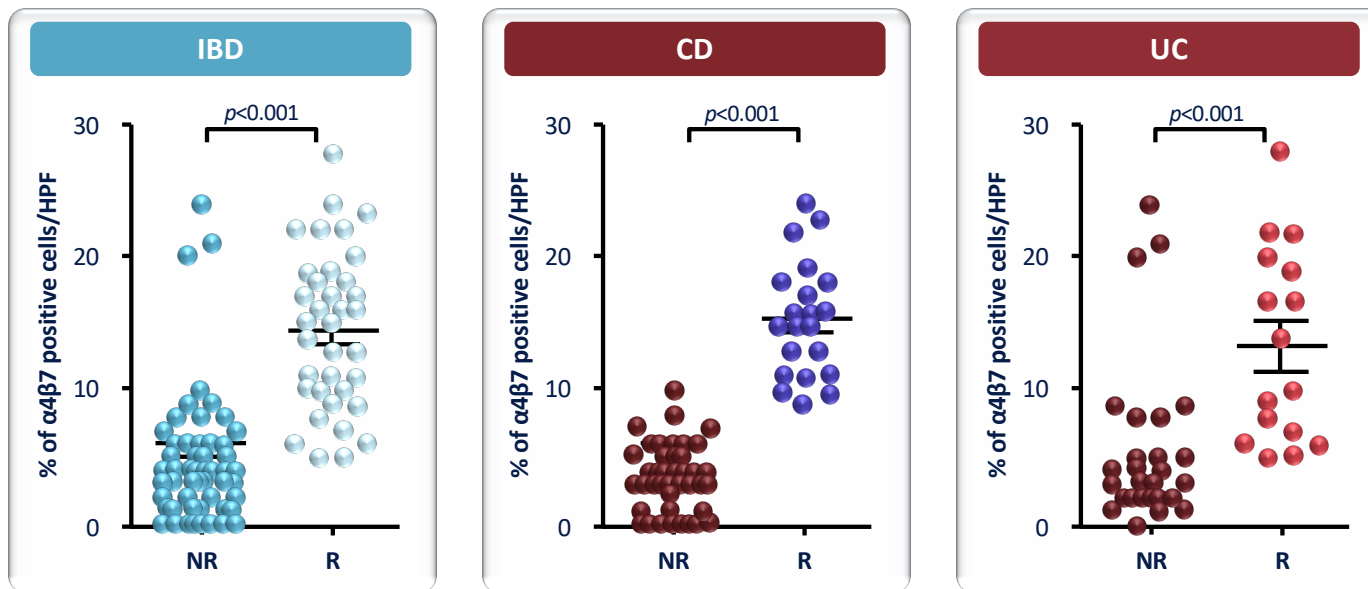 IBD
p<0.001
% of α4β7 positive cells/HPF
30
20
10
0
NR R
CD
p<0.001
% of α4β7 positive cells/HPF
30
20
10
0
NR R
UC
p<0.001
% of α4β7 positive cells/HPF
30
20
10
0
NR R